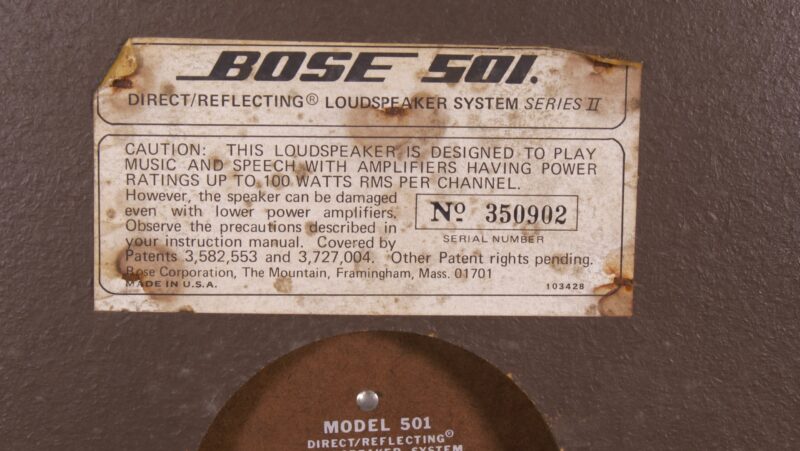 BOSE 501.
DIRECT/REFLECTING® LOUDSPEAKER SYSTEM SERIES II
CAUTION: THIS LOUDSPEAKER IS DESIGNED TO PLAY
MUSIC AND SPEECH WITH AMPLIFIERS HAVING POWER
RATINGS UP TO 100 WATTS RMS PER CHANNEL.
However, the speaker can be damaged
even with lower power amplifiers.
Observe the precautions described in
your instruction manual. Covered by
Patents 3,582,553 and 3,727,004. Other Patent rights pending.
Bose Corporation, The Mountain, Framingham, Mass. 01701
MADE IN U.S.A.
Nº 350902
SERIAL NUMBER
103428
MODEL 501
DIRECT/REFLECTING®
SPEAKER SYSTEM